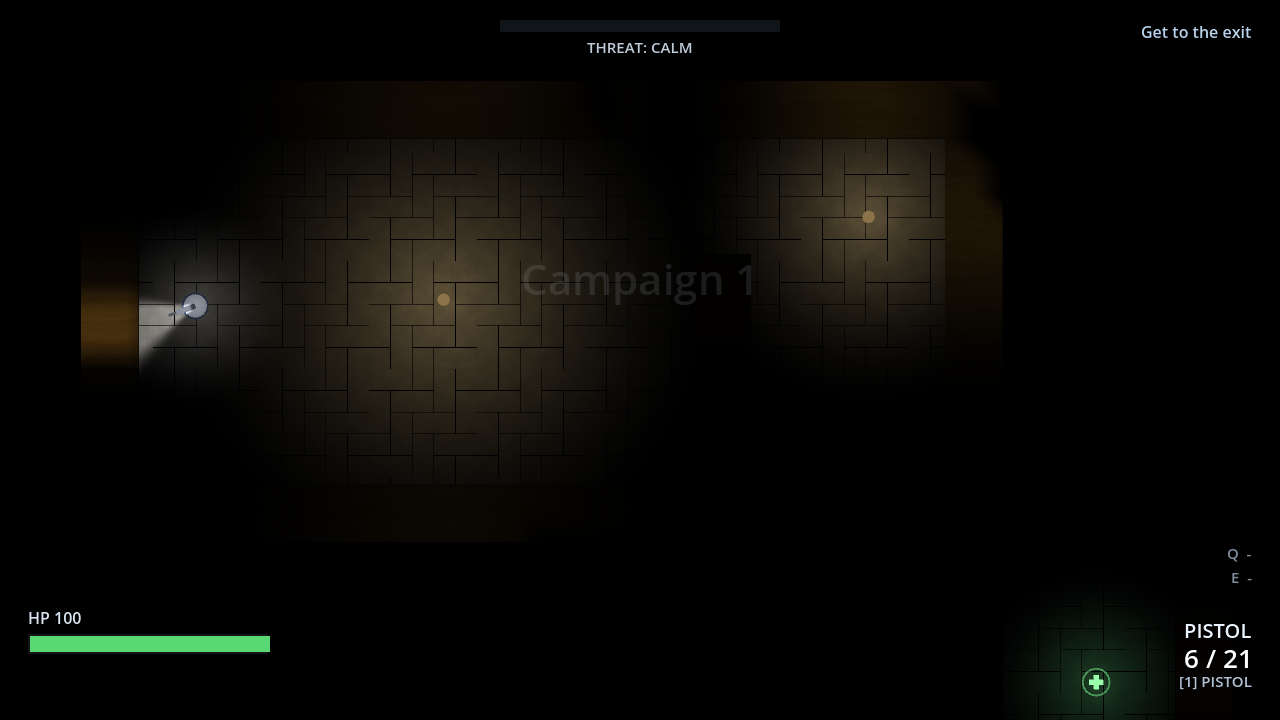 THREAT: CALM
Get to the exit
Campaign 1
Q -
E -
HP 100
PISTOL
6 / 21
[1] PISTOL